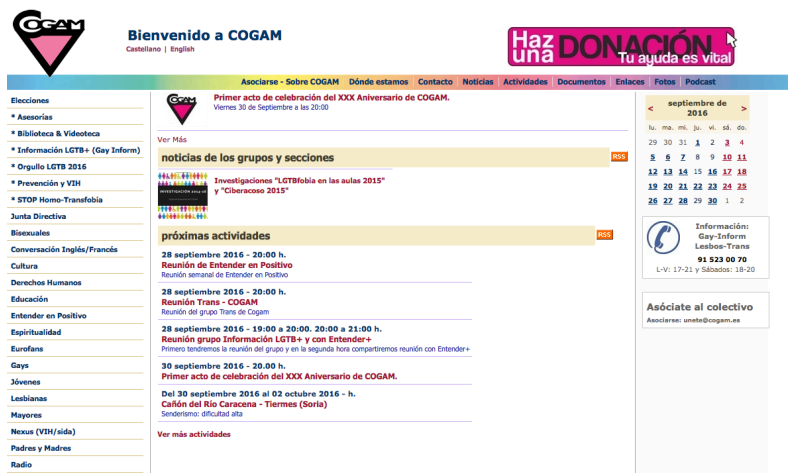 COGAM
Bienvenido a COGAM
Castellano | English
Haz una DONACIÓN
Tu ayuda es vital
Asociarse - Sobre COGAM Dónde estamos Contacto Noticias Actividades Documentos Enlaces Fotos Podcast
Elecciones
* Asesorías
* Biblioteca & Videoteca
* Información LGTB+ (Gay Inform)
* Orgullo LGTB 2016
* Prevención y VIH
* STOP Homo-Transfobia
Junta Directiva
Bisexuales
Conversación Inglés/Francés
Cultura
Derechos Humanos
Educación
Entender en Positivo
Espiritualidad
Eurofans
Gays
Jóvenes
Lesbianas
Mayores
Nexus (VIH/sida)
Padres y Madres
Radio
COGAM
Primer acto de celebración del XXX Aniversario de COGAM.
Viernes 30 de Septiembre a las 20:00
Ver Más
noticias de los grupos y secciones
RSS
INVESTIGACIÓN 2015-16
Investigaciones "LGTBfobia en las aulas 2015"
y "Ciberacoso 2015"
próximas actividades
RSS
28 septiembre 2016 - 20:00 h.
Reunión de Entender en Positivo
Reunión semanal de Entender en Positivo
28 septiembre 2016 - 20:00 h.
Reunión Trans - COGAM
Reunión del grupo Trans de Cogam
28 septiembre 2016 - 19:00 a 20:00. 20:00 a 21:00 h.
Reunión grupo Información LGTB+ y con Entender+
Primero tendremos la reunión del grupo y en la segunda hora compartiremos reunión con Entender+
30 septiembre 2016 - 20.00 h.
Primer acto de celebración del XXX Aniversario de COGAM.
Del 30 septiembre 2016 al 02 octubre 2016 - h.
Cañón del Río Caracena - Tiermes (Soria)
Senderismo: dificultad alta
Ver más actividades
< septiembre de 2016 >
lu. ma. mi. ju. vi. sá. do.
29 30 31 1 2 3 4
5 6 7 8 9 10 11
12 13 14 15 16 17 18
19 20 21 22 23 24 25
26 27 28 29 30 1 2
Información:
Gay-Inform
Lesbos-Trans
91 523 00 70
L-V: 17-21 y Sábados: 18-20
Asóciate al colectivo
Asociarse: unete@cogam.es